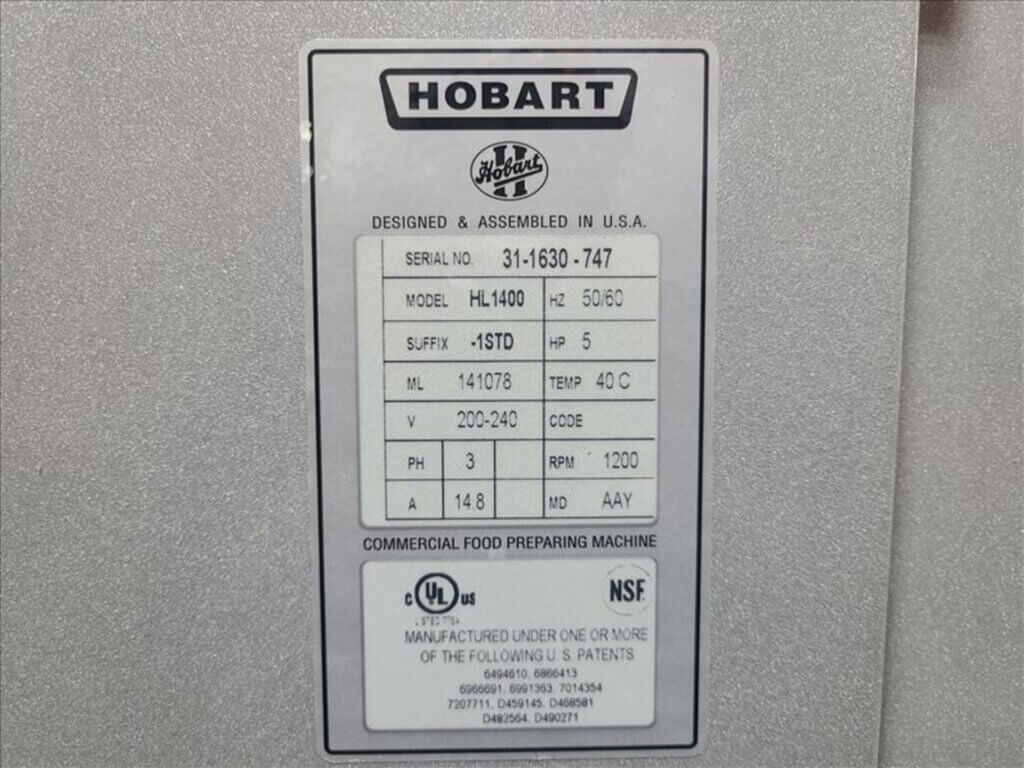 HOBART
Hobart
DESIGNED & ASSEMBLED IN U.S.A.
SERIAL NO. 31-1630-747
MODEL HL1400 HZ 50/60
SUFFIX -1STD HP 5
ML 141078 TEMP 40 C
V 200-240 CODE
PH 3 RPM 1200
A 14.8 MD AAY
COMMERCIAL FOOD PREPARING MACHINE
C UL US NSF
MANUFACTURED UNDER ONE OR MORE
OF THE FOLLOWING U.S. PATENTS
6494610, 6866413
6966691, 6991363, 7014354
7207711, D459145, D468581
D482564, D490271